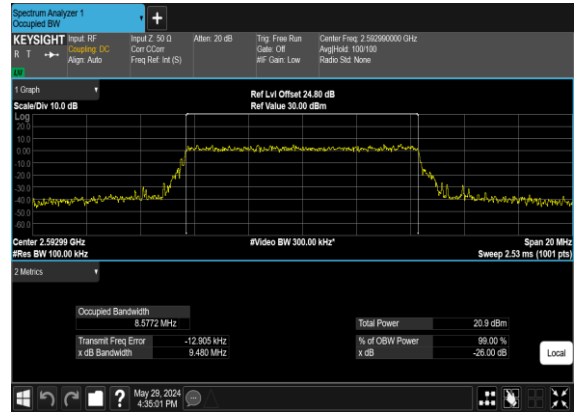 Spectrum Analyzer 1
Occupied BW
KEYSIGHT Input: RF Input Z: 50 Ω Atten: 20 dB Trig: Free Run Center Freq: 2.592990000 GHz
R T Coupling: DC Corr CCorr Gate: Off Avg|Hold: 100/100
Align: Auto Freq Ref: Int (S) #IF Gain: Low Radio Std: None
1 Graph
Ref Lvl Offset 24.80 dB
Scale/Div 10.0 dB Ref Value 30.00 dBm
Log
20.0
10.0
0.00
-10.0
-20.0
-30.0
-40.0
-50.0
-60.0
Center 2.59299 GHz #Video BW 300.00 kHz* Span 20 MHz
#Res BW 100.00 kHz Sweep 2.53 ms (1001 pts)
2 Metrics
Occupied Bandwidth
8.5772 MHz Total Power 20.9 dBm
Transmit Freq Error -12.905 kHz % of OBW Power 99.00 %
x dB Bandwidth 9.480 MHz x dB -26.00 dB
Local
May 29, 2024
4:35:01 PM